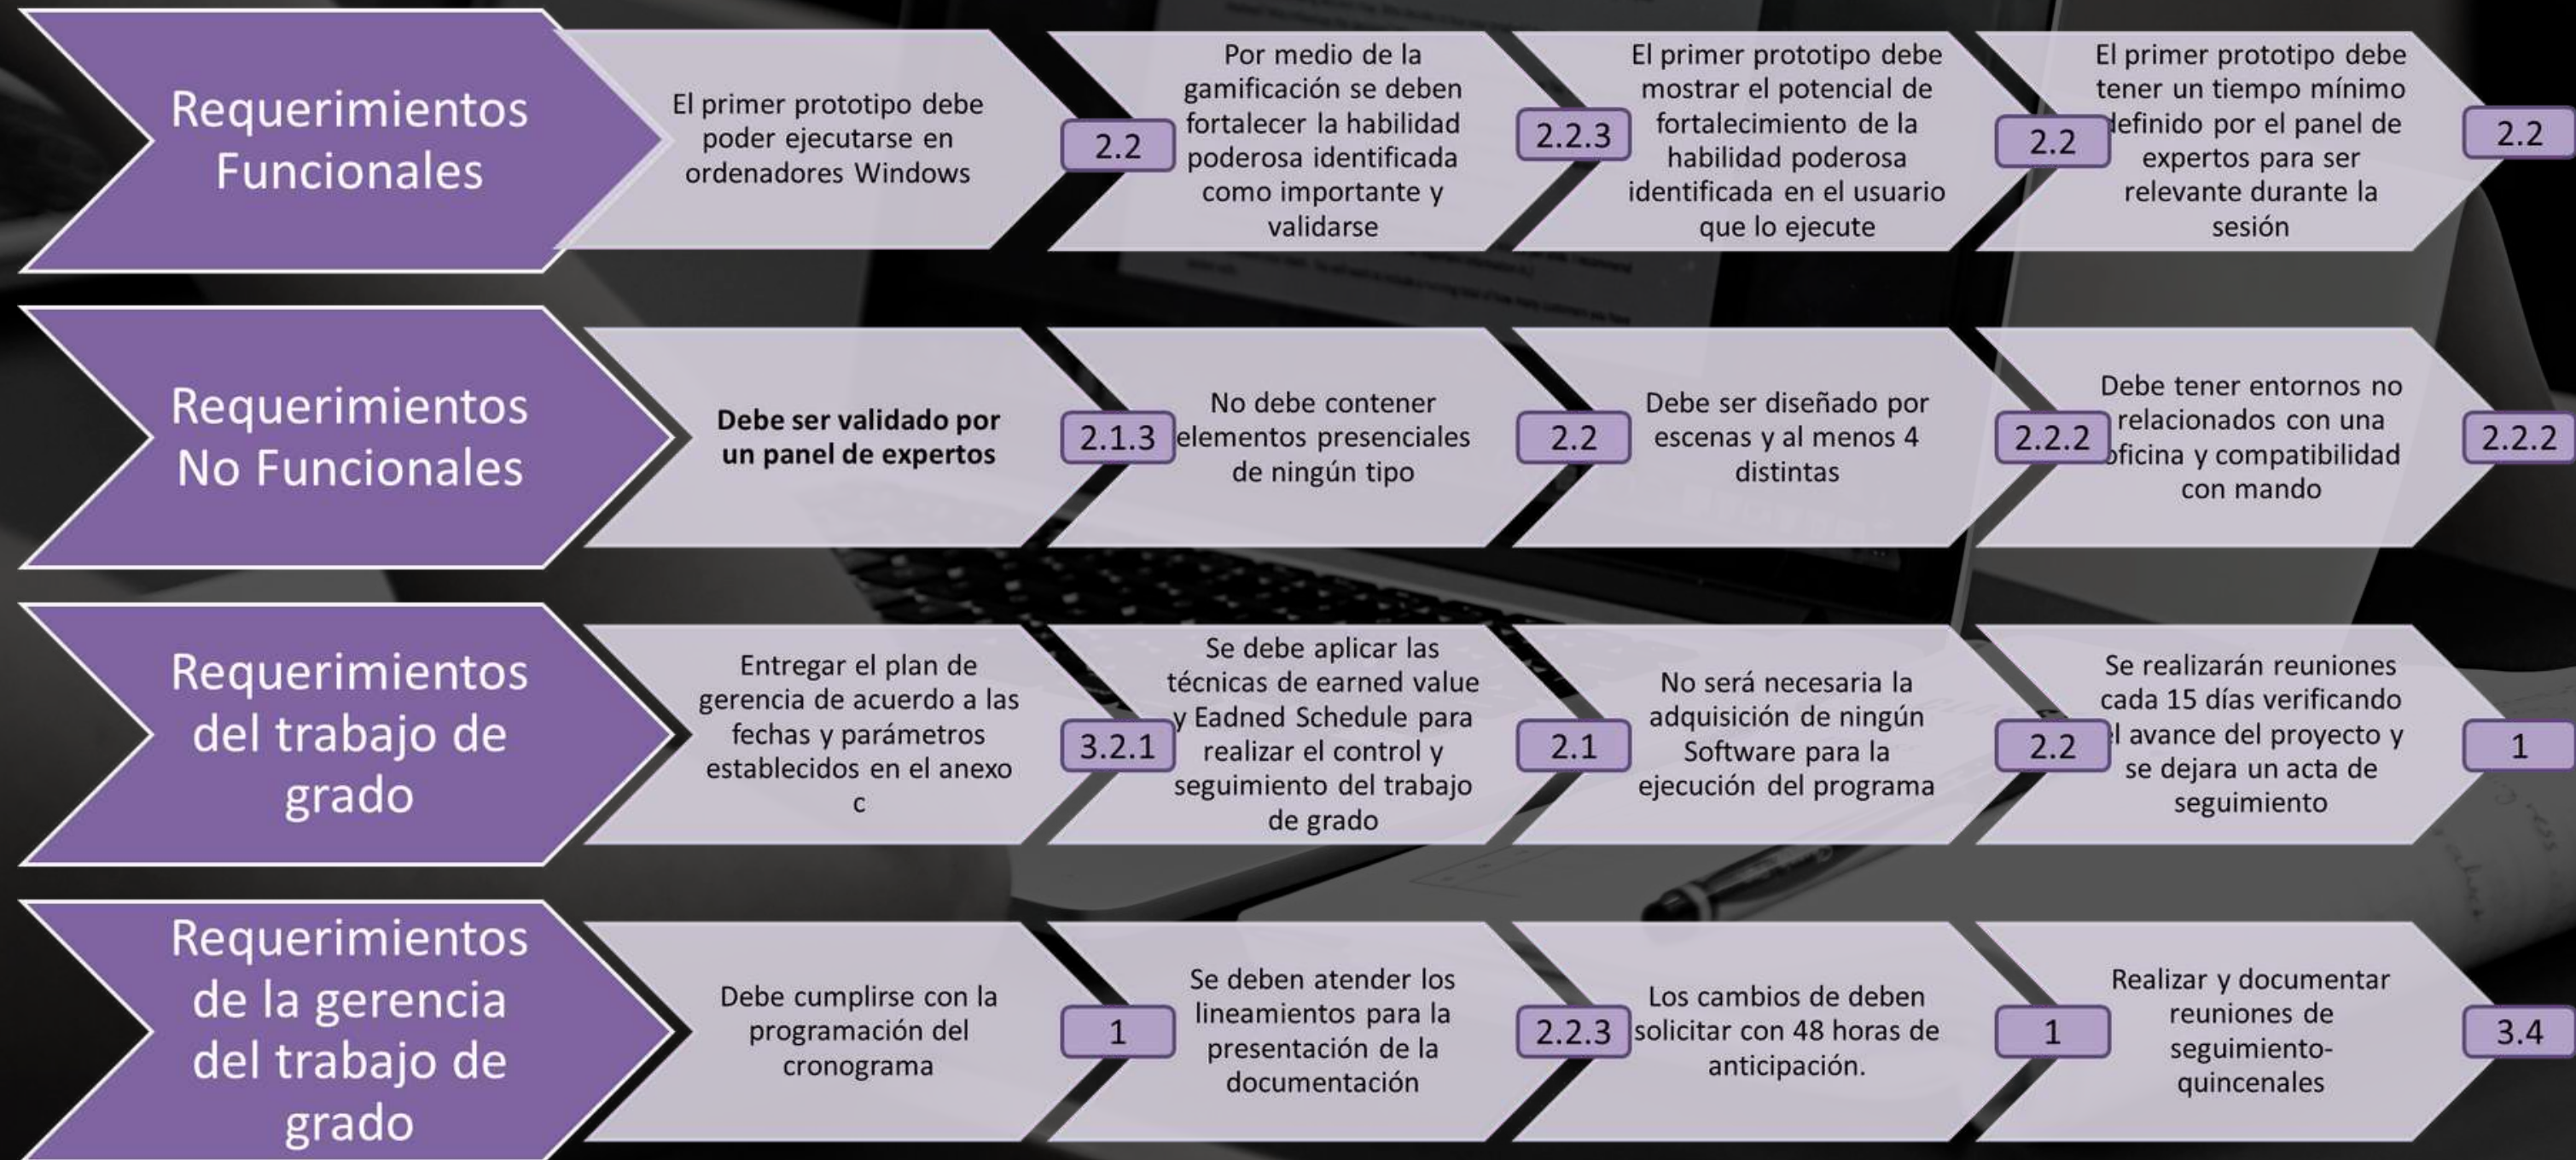 Requerimientos
Funcionales
El primer prototipo debe
poder ejecutarse en
ordenadores Windows
2.2
Por medio de la
gamificación se deben
fortalecer la habilidad
poderosa identificada
como importante y
validarse
2.2.3
El primer prototipo debe
mostrar el potencial de
fortalecimiento de la
habilidad poderosa
identificada en el usuario
que lo ejecute
2.2
El primer prototipo debe
tener un tiempo mínimo
definido por el panel de
expertos para ser
relevante durante la
sesión
2.2
Requerimientos
No Funcionales
Debe ser validado por
un panel de expertos
2.1.3
No debe contener
elementos presenciales
de ningún tipo
2.2
Debe ser diseñado por
escenas y al menos 4
distintas
2.2.2
Debe tener entornos no
relacionados con una
oficina y compatibilidad
con mando
2.2.2
Requerimientos
del trabajo de
grado
Entregar el plan de
gerencia de acuerdo a las
fechas y parámetros
establecidos en el anexo
c
3.2.1
Se debe aplicar las
técnicas de earned value
y Eadned Schedule para
realizar el control y
seguimiento del trabajo
de grado
2.1
No será necesaria la
adquisición de ningún
Software para la
ejecución del programa
2.2
Se realizarán reuniones
cada 15 días verificando
el avance del proyecto y
se dejara un acta de
seguimiento
1
Requerimientos
de la gerencia
del trabajo de
grado
Debe cumplirse con la
programación del
cronograma
1
Se deben atender los
lineamientos para la
presentación de la
documentación
2.2.3
Los cambios de deben
solicitar con 48 horas de
anticipación.
1
Realizar y documentar
reuniones de
seguimiento-
quincenales
3.4